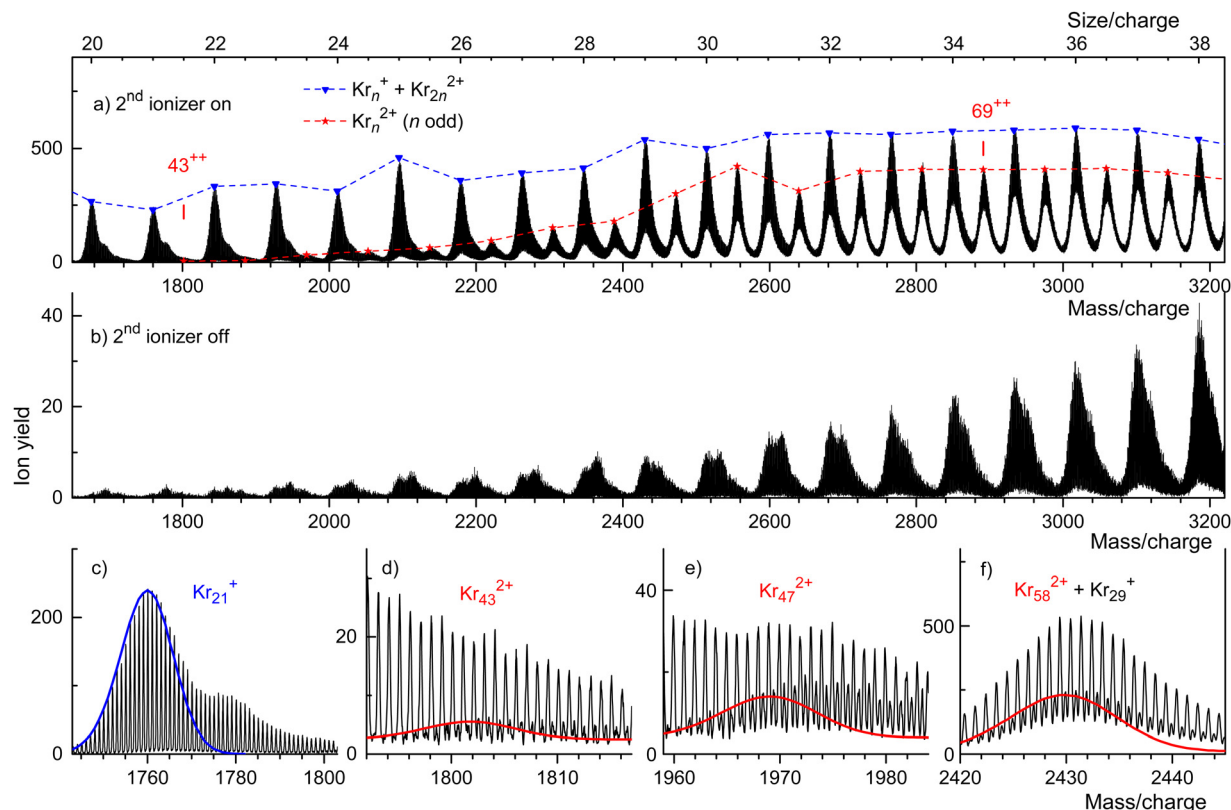 Size/charge
20 22 24 26 28 30 32 34 36 38
a) 2nd ionizer on
Krn+ + Kr2n2+
Krn2+ (n odd)
43++
69++
500
0
1800 2000 2200 2400 2600 2800 3000 3200
Mass/charge
b) 2nd ionizer off
Ion yield
40
20
0
1800 2000 2200 2400 2600 2800 3000 3200
Mass/charge
c)
Kr21+
200
0
1760 1780 1800
d)
Kr432+
20
0
1800 1810
e)
Kr472+
40
0
1960 1970 1980
f)
Kr582+ + Kr29+
500
0
2420 2430 2440
Mass/charge